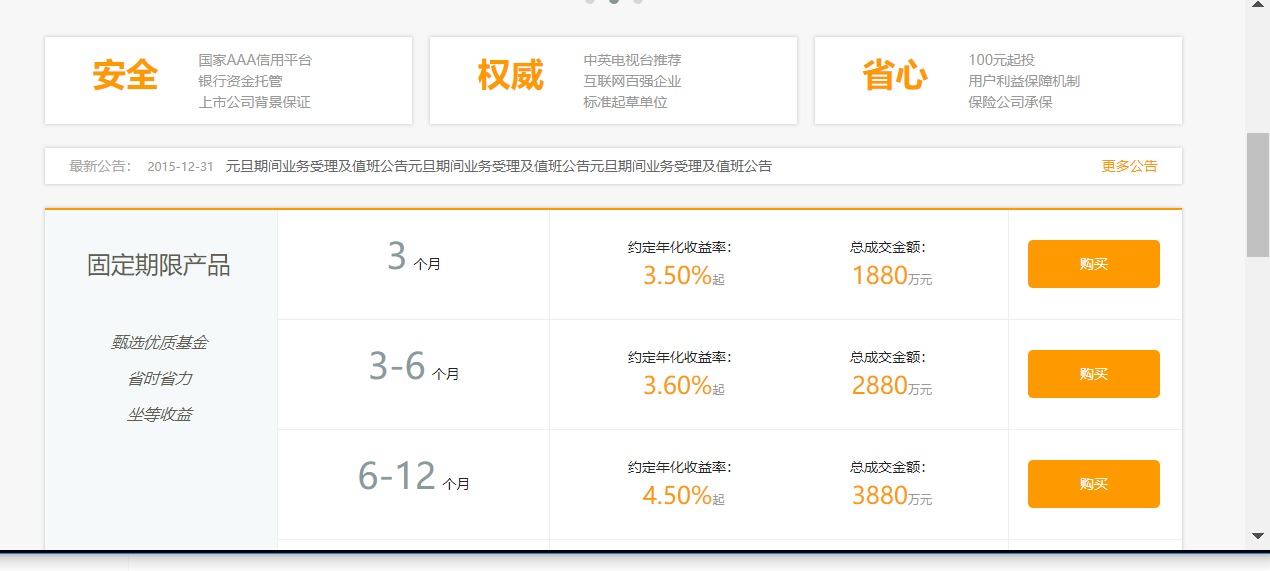 安全
国家AAA信用平台
银行资金托管
上市公司背景保证
权威
中英电视台推荐
互联网百强企业
标准起草单位
省心
100元起投
用户利益保障机制
保险公司承保
最新公告： 2015-12-31 元旦期间业务受理及值班公告元旦期间业务受理及值班公告元旦期间业务受理及值班公告 更多公告
固定期限产品
甄选优质基金
省时省力
坐等收益
3 个月
约定年化收益率：
3.50%起
总成交金额：
1880万元
购买
3-6 个月
约定年化收益率：
3.60%起
总成交金额：
2880万元
购买
6-12 个月
约定年化收益率：
4.50%起
总成交金额：
3880万元
购买